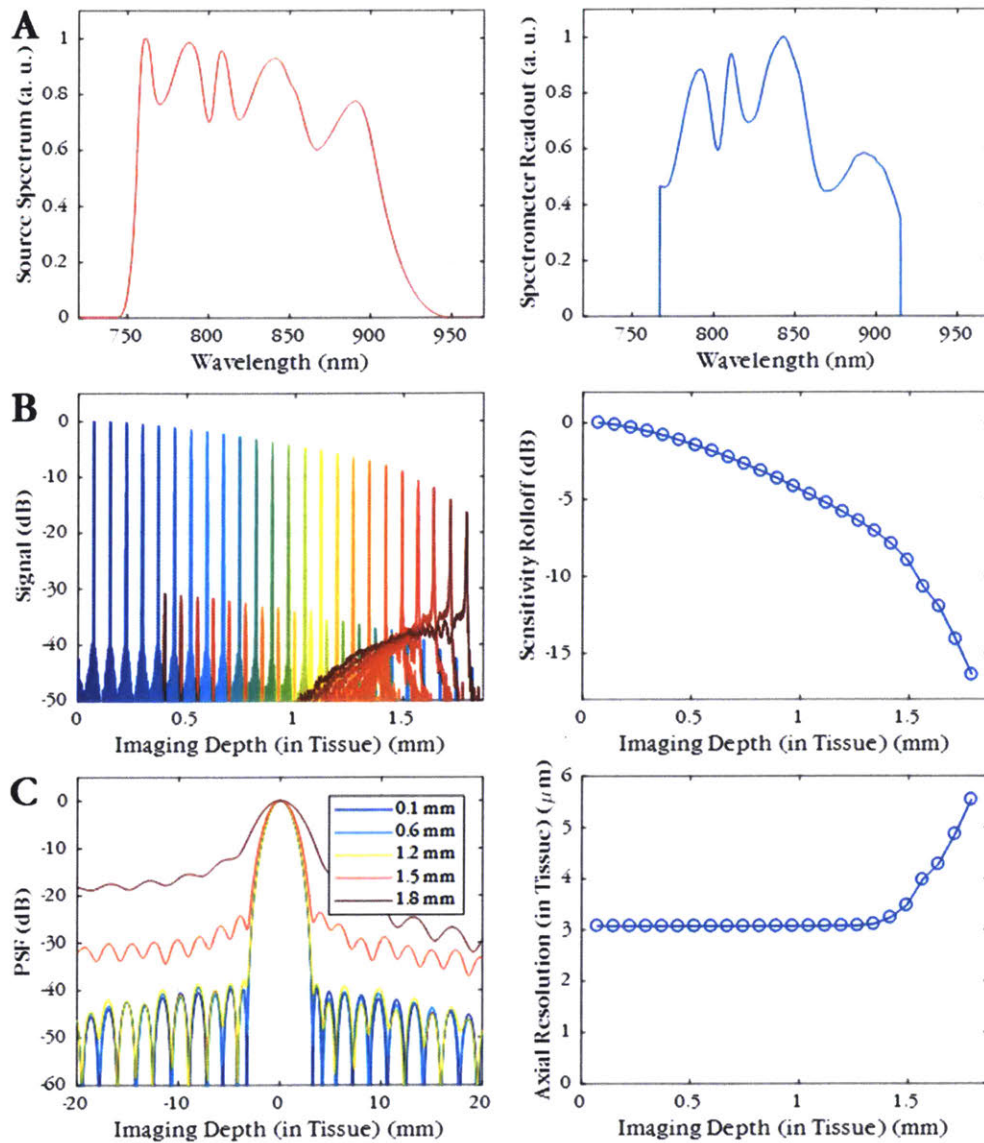 A
Source Spectrum (a. u.)
1
0.8
0.6
0.4
0.2
0
750 800 850 900 950
Wavelength (nm)
Spectrometer Readout (a. u.)
1
0.8
0.6
0.4
0.2
0
750 800 850 900 950
Wavelength (nm)
B
Signal (dB)
0
-10
-20
-30
-40
-50
0 0.5 1 1.5
Imaging Depth (in Tissue) (mm)
Sensitivity Rolloff (dB)
0
-5
-10
-15
0 0.5 1 1.5
Imaging Depth (in Tissue) (mm)
C
PSF (dB)
0
-10
-20
-30
-40
-50
-60
-20 -10 0 10 20
Imaging Depth (in Tissue) (mm)
0.1 mm
0.6 mm
1.2 mm
1.5 mm
1.8 mm
Axial Resolution (in Tissue) (μm)
6
5
4
3
2
1
0
0 0.5 1 1.5
Imaging Depth (in Tissue) (mm)